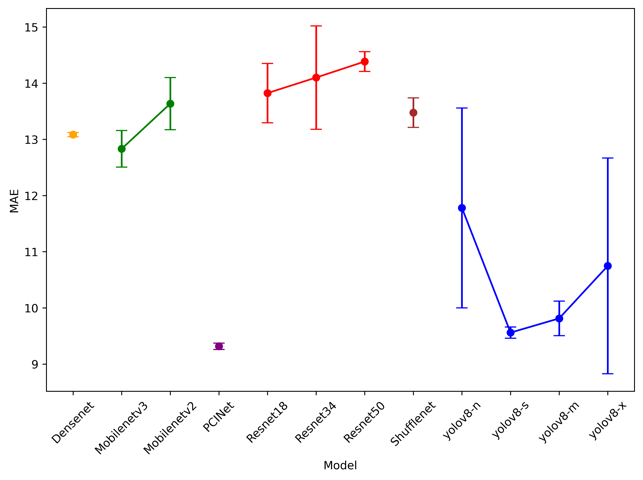 15
14
13
12
11
10
9
MAE
Densenet
Mobilenetv3
Mobilenetv2
PCINet
Resnet18
Resnet34
Resnet50
Shufflenet
yolov8-n
yolov8-s
yolov8-m
yolov8-x
Model